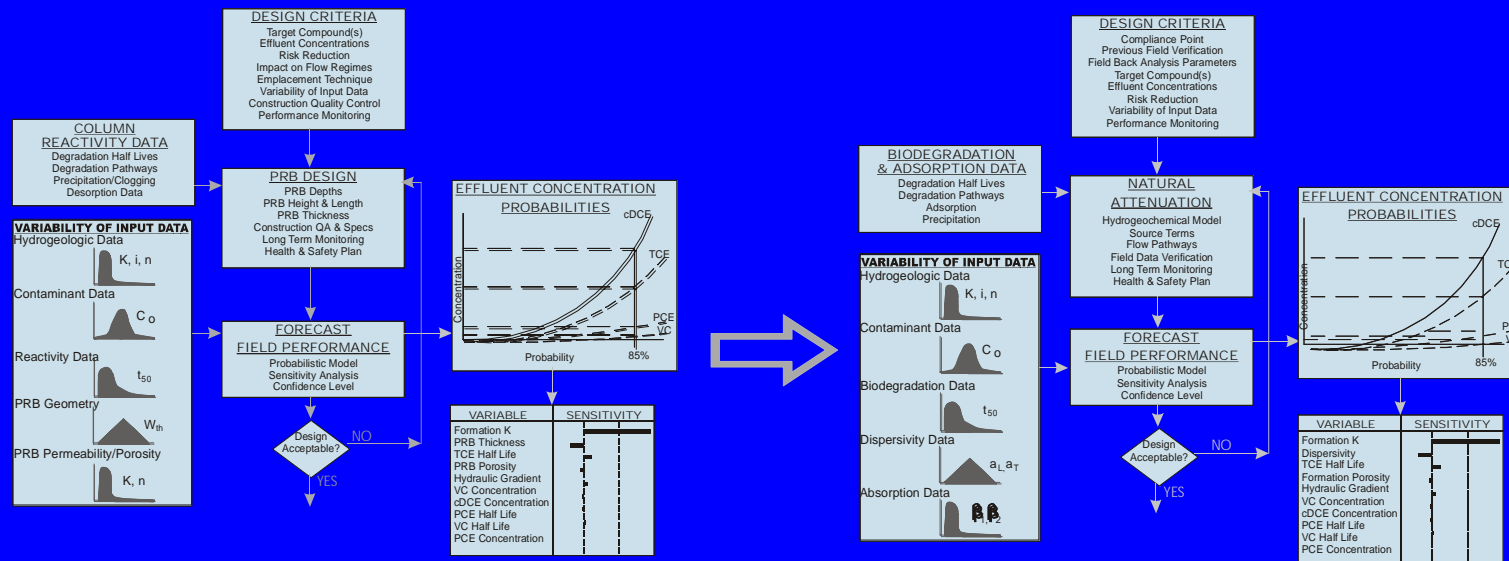 DESIGN CRITERIA
Target Compound(s)
Effluent Concentrations
Risk Reduction
Impact on Flow Regimes
Emplacement Technique
Variability of Input Data
Construction Quality Control
Performance Monitoring
COLUMN
REACTIVITY DATA
Degradation Half Lives
Degradation Pathways
Precipitation/Clogging
Desorption Data
PRB DESIGN
PRB Depths
PRB Height & Length
PRB Thickness
Construction QA & Specs
Long Term Monitoring
Health & Safety Plan
VARIABILITY OF INPUT DATA
Hydrogeologic Data
K, i, n
Contaminant Data
C o
Reactivity Data
t50
PRB Geometry
Wth
PRB Permeability/Porosity
K, n
FORECAST
FIELD PERFORMANCE
Probabilistic Model
Sensitivity Analysis
Confidence Level
Design
Acceptable?
NO
YES
EFFLUENT CONCENTRATION
PROBABILITIES
cDCE
TCE
PCE
VC
Concentration
Probability
85%
VARIABLE SENSITIVITY
Formation K
PRB Thickness
TCE Half Life
PRB Porosity
Hydraulic Gradient
VC Concentration
cDCE Concentration
PCE Half Life
VC Half Life
PCE Concentration
DESIGN CRITERIA
Compliance Point
Previous Field Verification
Field Back Analysis Parameters
Target Compound(s)
Effluent Concentrations
Risk Reduction
Variability of Input Data
Performance Monitoring
BIODEGRADATION
& ADSORPTION DATA
Degradation Half Lives
Degradation Pathways
Adsorption
Precipitation
NATURAL
ATTENUATION
Hydrogeochemical Model
Source Terms
Flow Pathways
Field Data Verification
Long Term Monitoring
Health & Safety Plan
VARIABILITY OF INPUT DATA
Hydrogeologic Data
K, i, n
Contaminant Data
C o
Biodegradation Data
t50
Dispersivity Data
aL, aT
Absorption Data
FORECAST
FIELD PERFORMANCE
Probabilistic Model
Sensitivity Analysis
Confidence Level
Design
Acceptable?
NO
YES
EFFLUENT CONCENTRATION
PROBABILITIES
cDCE
Concentration
Probability
85%
VARIABLE SENSITIVITY
Formation K
Dispersivity
TCE Half Life
Formation Porosity
Hydraulic Gradient
VC Concentration
cDCE Concentration
PCE Half Life
VC Half Life
PCE Concentration